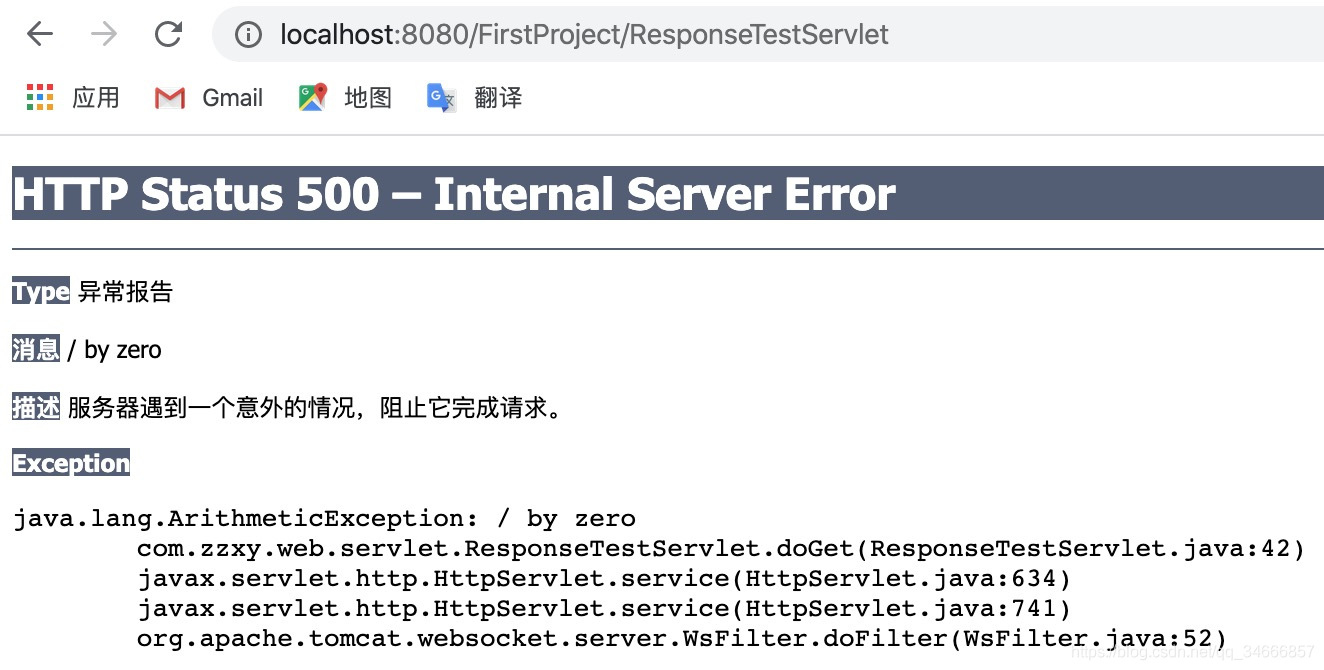 localhost:8080/FirstProject/ResponseTestServlet
应用 Gmail 地图 翻译
HTTP Status 500 – Internal Server Error
Type 异常报告
消息 / by zero
描述 服务器遇到一个意外的情况，阻止它完成请求。
Exception
java.lang.ArithmeticException: / by zero
com.zzxy.web.servlet.ResponseTestServlet.doGet(ResponseTestServlet.java:42)
javax.servlet.http.HttpServlet.service(HttpServlet.java:634)
javax.servlet.http.HttpServlet.service(HttpServlet.java:741)
org.apache.tomcat.websocket.server.WsFilter.doFilter(WsFilter.java:52)
https://blog.csdn.net/qq_34666857